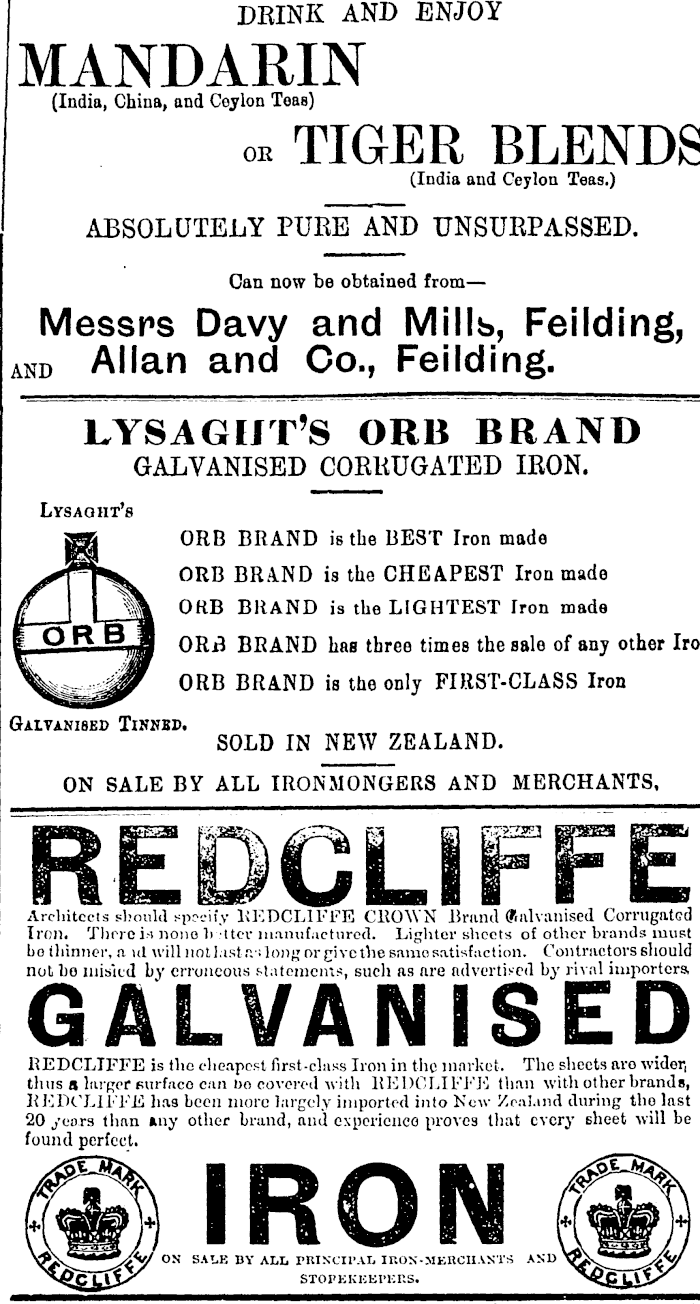 DRINK AND ENJOY
MANDARIN
(India, China, and Ceylon Teas)
OR TIGER BLENDS
(India and Ceylon Teas.)
ABSOLUTELY PURE AND UNSURPASSED.
Can now be obtained from—
Messrs Davy and Mills, Feilding,
AND Allan and Co., Feilding.
LYSAGHT'S ORB BRAND
GALVANISED CORRUGATED IRON.
LYSAGHT'S
ORB
GALVANISED TINNED.
ORB BRAND is the BEST Iron made
ORB BRAND is the CHEAPEST Iron made
ORB BRAND is the LIGHTEST Iron made
ORB BRAND has three times the sale of any other Iro
ORB BRAND is the only FIRST-CLASS Iron
SOLD IN NEW ZEALAND.
ON SALE BY ALL IRONMONGERS AND MERCHANTS,
REDCLIFFE
Architects should specify REDCLIFFE CROWN Brand Galvanised Corrugated
Iron. There is none better manufactured. Lighter sheets of other brands must
be thinner, and will not last as long or give the same satisfaction. Contractors should
not be misled by erroneous statements, such as are advertised by rival importers
GALVANISED
REDCLIFFE is the cheapest first-class Iron in the market. The sheets are wider,
thus a larger surface can be covered with REDCLIFFE than with other brands,
REDCLIFFE has been more largely imported into New Zealand during the last
20 years than any other brand, and experience proves that every sheet will be
found perfect.
TRADE MARK
REDCLIFFE
IRON
TRADE MARK
REDCLIFFE
ON SALE BY ALL PRINCIPAL IRON-MERCHANTS AND
STOPEKEEPERS.